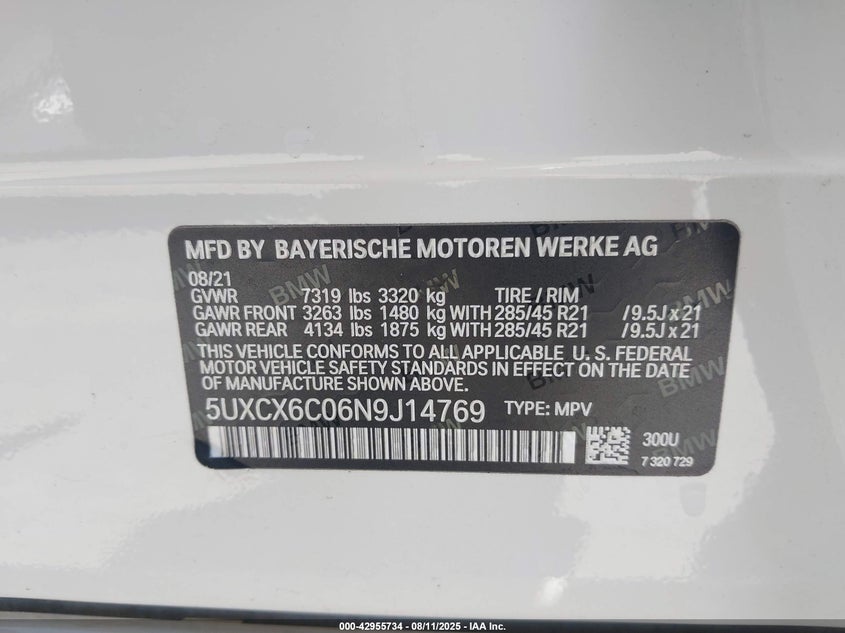 MFD BY BAYERISCHE MOTOREN WERKE AG
08/21
GVWR 7319 lbs 3320 kg TIRE / RIM
GAWR FRONT 3263 lbs 1480 kg WITH 285/45 R21 /9.5J x 21
GAWR REAR 4134 lbs 1875 kg WITH 285/45 R21 /9.5J x 21
THIS VEHICLE CONFORMS TO ALL APPLICABLE U. S. FEDERAL
MOTOR VEHICLE SAFETY STANDARDS IN EFFECT ON THE DATE
OF MANUFACTURE SHOWN ABOVE.
5UXCX6C06N9J14769 TYPE: MPV
300U
7 320 729
000-42955734 - 08/11/2025 - IAA Inc.